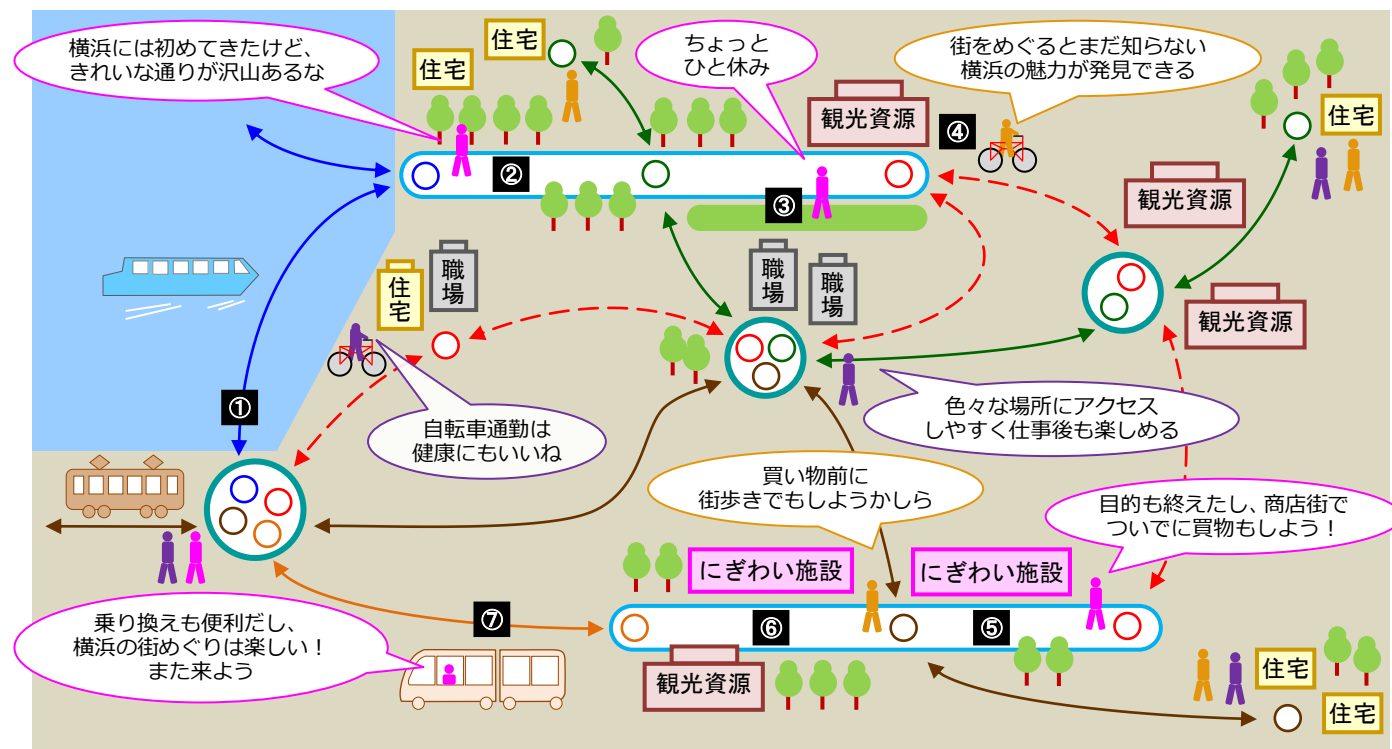 横浜には初めてきたけど、
きれいな通りが沢山あるな
住宅
住宅
ちょっと
ひと休み
観光資源
④
街をめぐるとまだ知らない
横浜の魅力が発見できる
住宅
②
③
観光資源
観光資源
住宅
職場
職場
職場
①
自転車通勤は
健康にもいいね
色々な場所にアクセス
しやすく仕事後も楽しめる
買い物前に
街歩きでもしようかしら
目的も終えたし、商店街で
ついでに買物もしよう！
にぎわい施設
にぎわい施設
⑦
⑥
⑤
乗り換えも便利だし、
横浜の街めぐりは楽しい！
また来よう
観光資源
住宅
住宅